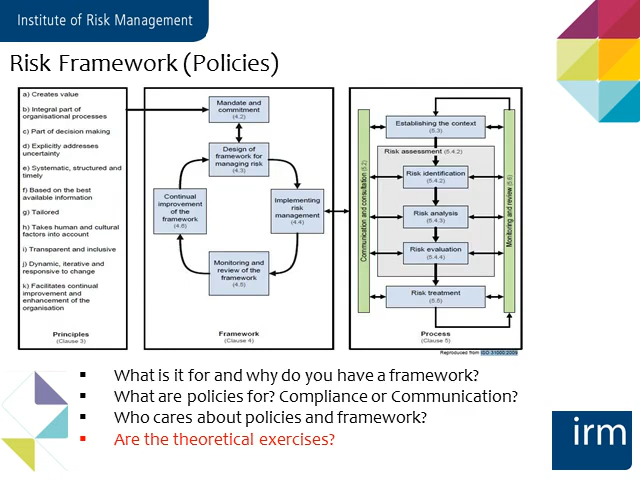 Institute of Risk Management
Risk Framework (Policies)
a) Creates value
b) Integral part of
organisational processes
c) Part of decision making
d) Explicitly addresses
uncertainty
e) Systematic, structured and
timely
f) Based on the best
available information
g) Tailored
h) Takes human and cultural
factors into account
i) Transparent and inclusive
j) Dynamic, iterative and
responsive to change
k) Facilitates continual
improvement and
enhancement of the
organisation
Principles
(Clause 3)
Mandate and
commitment
(4.2)
Design of
framework for
managing risk
(4.3)
Continual
improvement
of the
framework
(4.6)
Implementing
risk
management
(4.4)
Monitoring and
review of the
framework
(4.5)
Framework
(Clause 4)
Communication and consultation (5.2)
Establishing the context
(5.3)
Risk assessment (5.4.2)
Risk identification
(5.4.2)
Risk analysis
(5.4.3)
Risk evaluation
(5.4.4)
Risk treatment
(5.5)
Monitoring and review (5.6)
Process
(Clause 5)
Reproduced from ISO 31000:2009
What is it for and why do you have a framework?
What are policies for? Compliance or Communication?
Who cares about policies and framework?
Are the theoretical exercises?
irm